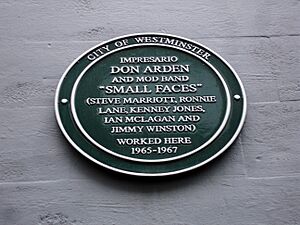 CITY OF WESTMINSTER
IMPRESARIO
DON ARDEN
AND MOD BAND
"SMALL FACES"
(STEVE MARRIOTT, RONNIE
LANE, KENNEY JONES,
IAN MCLAGAN AND
JIMMY WINSTON)
WORKED HERE
1965-1967